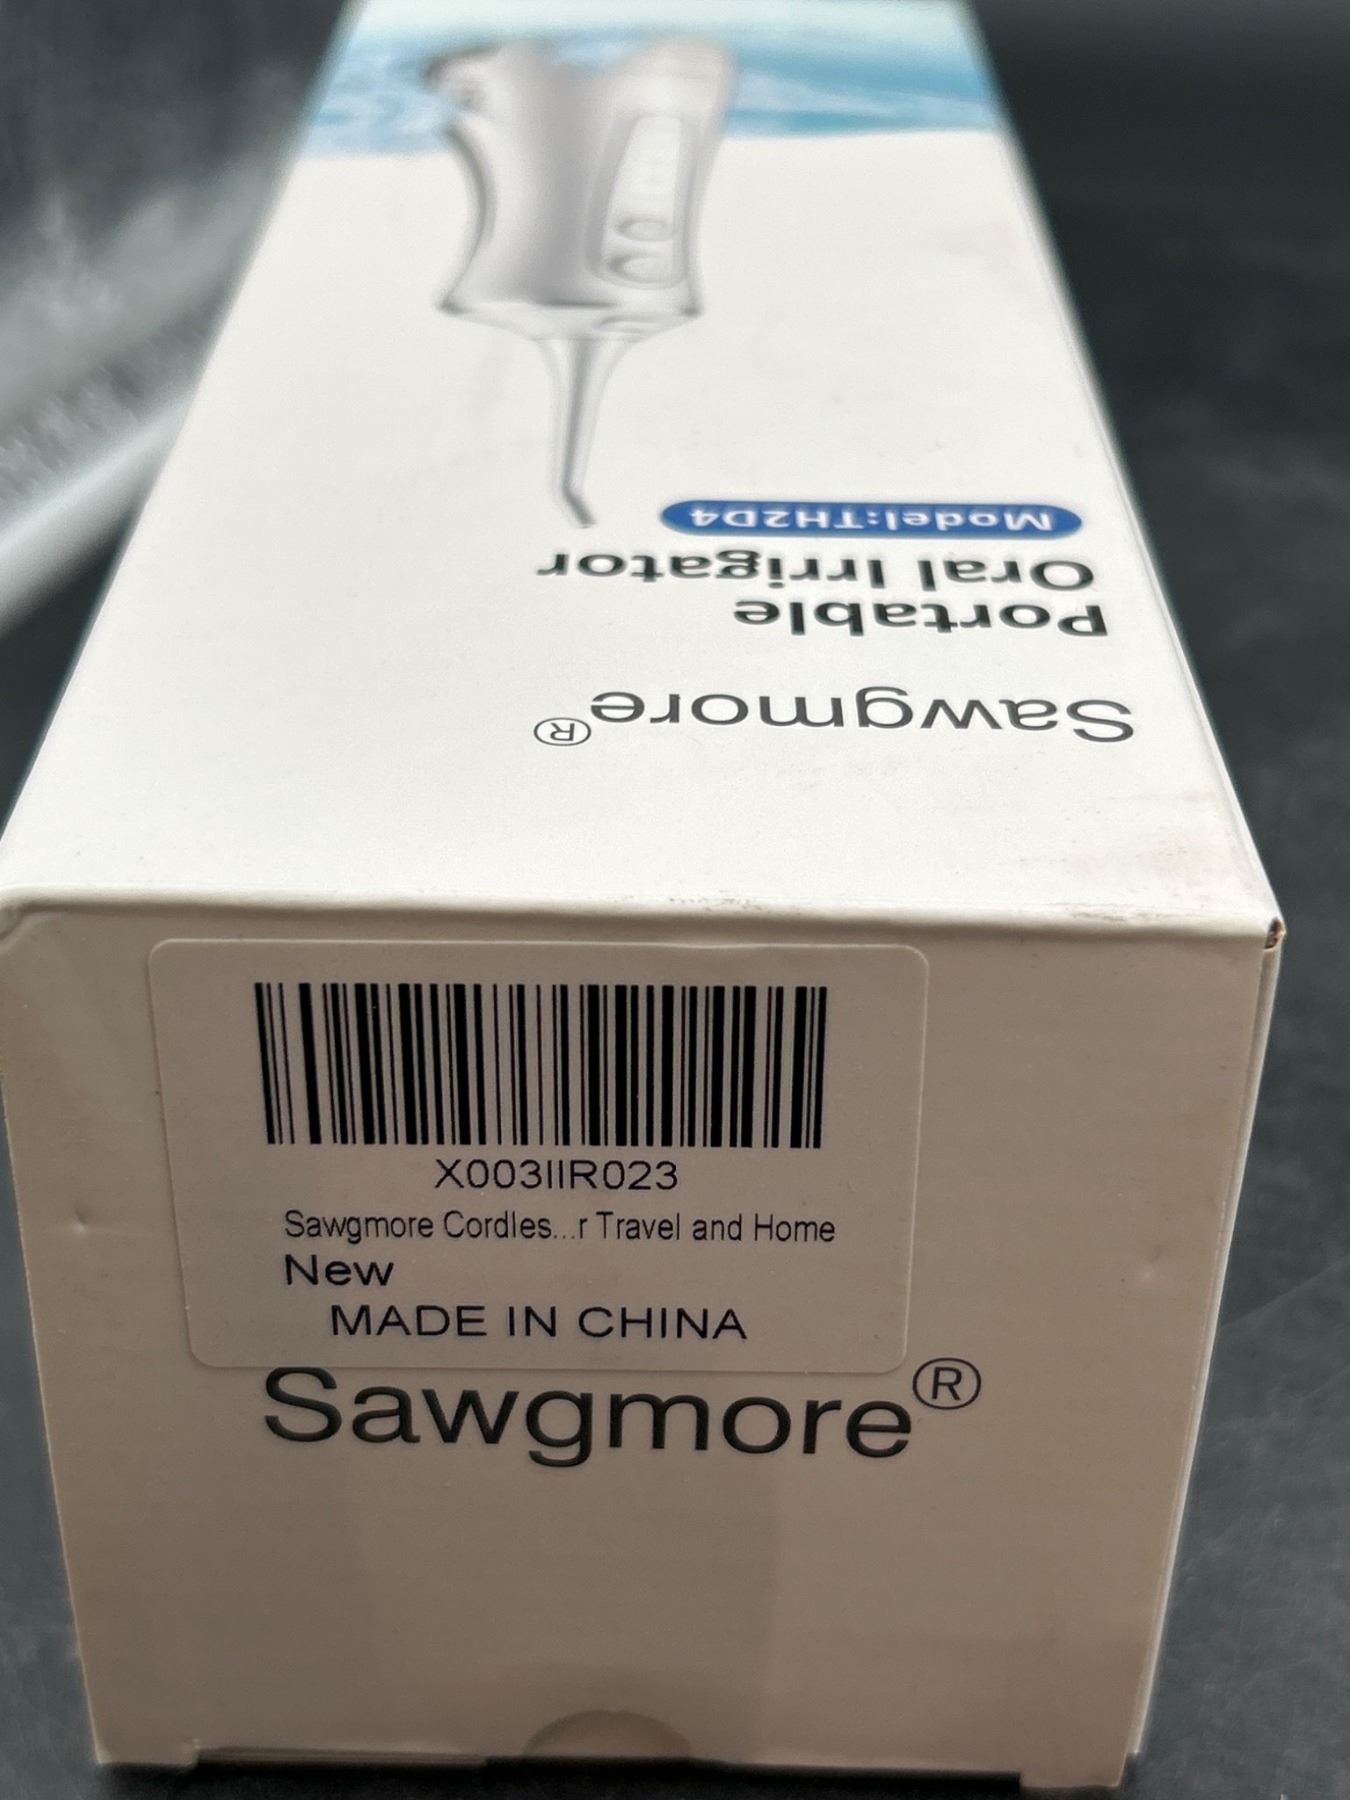 Sawgmore®
Portable
Oral Irrigator
Model:TH2D4
X003IIR023
Sawgmore Cordles...r Travel and Home
New
MADE IN CHINA
Sawgmore®